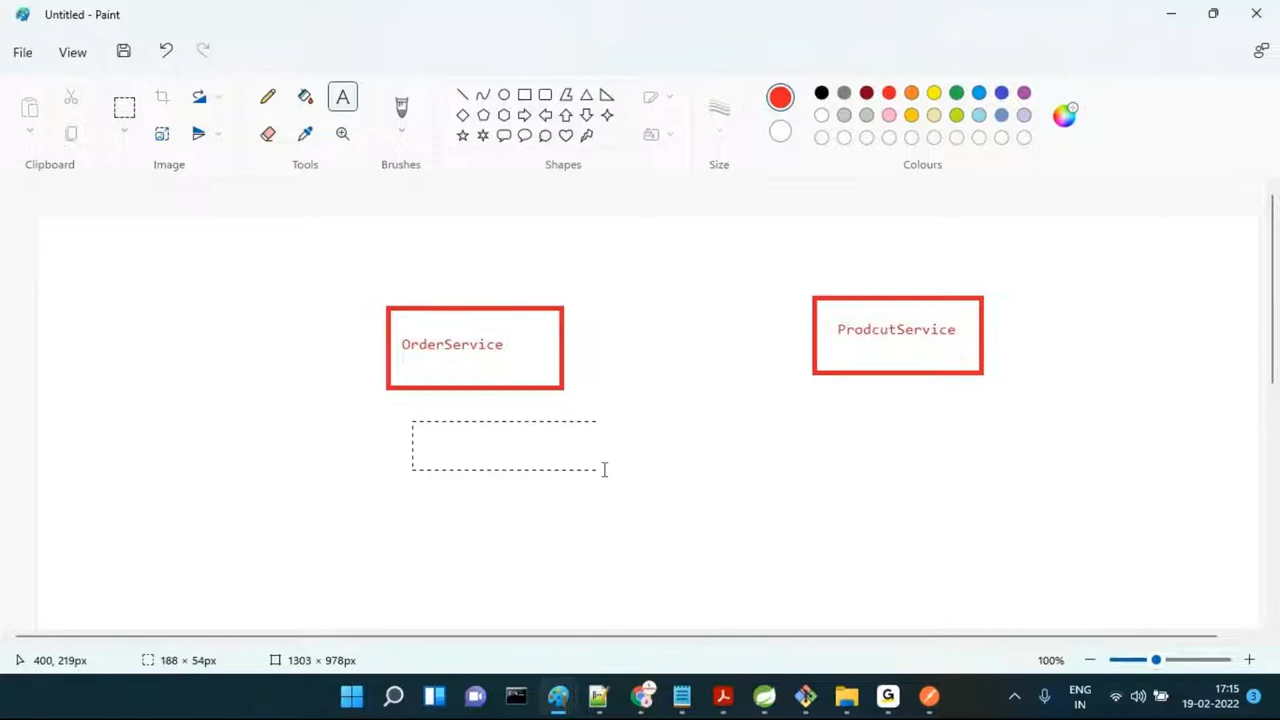 Untitled - Paint
File
View
Clipboard
Image
Tools
Brushes
Shapes
Size
Colours
OrderService
ProdcutService
400, 219px
188 × 54px
1303 × 978px
100%
ENG
IN
17:15
19-02-2022
3